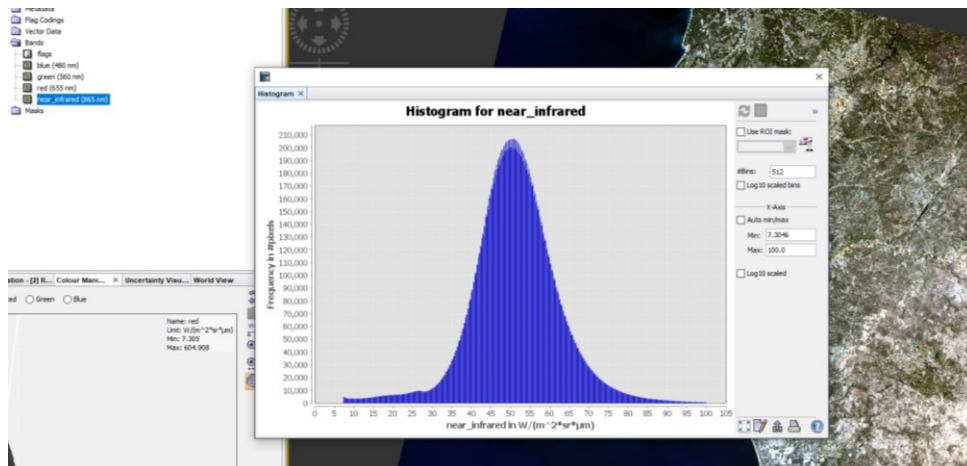 Metadata
Flag Codings
Vector Data
Bands
flags
blue (480 nm)
green (560 nm)
red (655 nm)
near_infrared (865 nm)
Masks
Histogram
Histogram for near_infrared
210,000
200,000
190,000
180,000
170,000
160,000
150,000
140,000
130,000
120,000
110,000
100,000
90,000
80,000
70,000
60,000
50,000
40,000
30,000
20,000
10,000
0
Frequency in #pixels
0 5 10 15 20 25 30 35 40 45 50 55 60 65 70 75 80 85 90 95 100 105
near_infrared in W/(m^2*sr*µm)
Use ROI mask:
#Bins: 512
Log10 scaled bins
X-Axis
Auto min/max
Min: 7.3046
Max: 100.0
Log10 scaled
ation - [2] R... Colour Mani... Uncertainty Visu... World View
ed Green Blue
Name: red
Unit: W/(m^2*sr*µm)
Min: 7.305
Max: 604.908